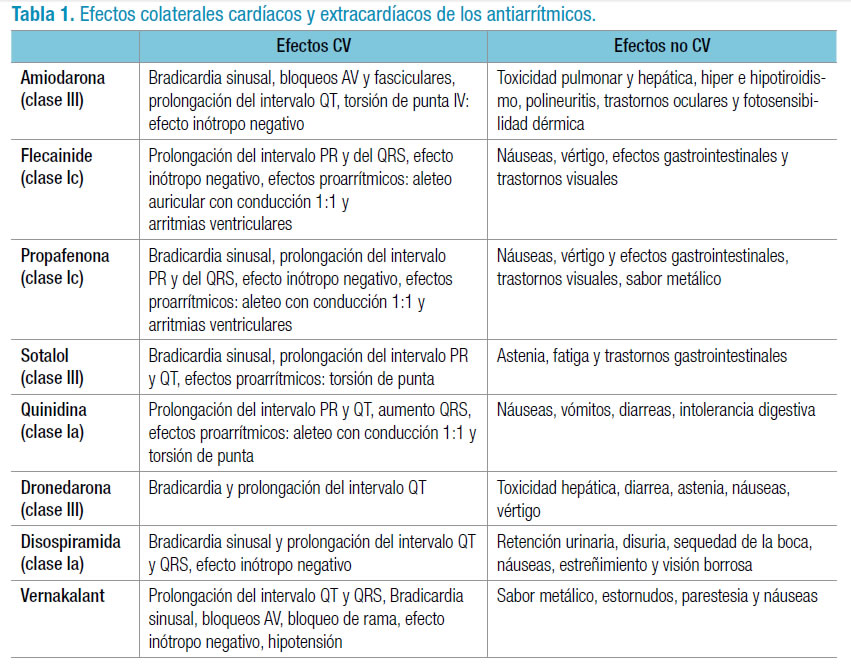 Tabla 1. Efectos colaterales cardíacos y extracardíacos de los antiarrítmicos.
Efectos CV
Efectos no CV
Amiodarona
(clase III)
Bradicardia sinusal, bloqueos AV y fasciculares,
prolongación del intervalo QT, torsión de punta IV:
efecto inótropo negativo
Toxicidad pulmonar y hepática, hiper e hipotiroidis-
mo, polineuritis, trastornos oculares y fotosensibi-
lidad dérmica
Flecainide
(clase Ic)
Prolongación del intervalo PR y del QRS, efecto
inótropo negativo, efectos proarrítmicos: aleteo
auricular con conducción 1:1 y
arritmias ventriculares
Náuseas, vértigo, efectos gastrointestinales y
trastornos visuales
Propafenona
(clase Ic)
Bradicardia sinusal, prolongación del intervalo
PR y del QRS, efecto inótropo negativo, efectos
proarrítmicos: aleteo con conducción 1:1 y
arritmias ventriculares
Náuseas, vértigo y efectos gastrointestinales,
trastornos visuales, sabor metálico
Sotalol
(clase III)
Bradicardia sinusal, prolongación del intervalo PR
y QT, efectos proarrítmicos: torsión de punta
Astenia, fatiga y trastornos gastrointestinales
Quinidina
(clase Ia)
Prolongación del intervalo PR y QT, aumento QRS,
efectos proarrítmicos: aleteo con conducción 1:1 y
torsión de punta
Náuseas, vómitos, diarreas, intolerancia digestiva
Dronedarona
(clase III)
Bradicardia y prolongación del intervalo QT
Toxicidad hepática, diarrea, astenia, náuseas,
vértigo
Disospiramida
(clase Ia)
Bradicardia sinusal y prolongación del intervalo QT
y QRS, efecto inótropo negativo
Retención urinaria, disuria, sequedad de la boca,
náuseas, estreñimiento y visión borrosa
Vernakalant
Prolongación del intervalo QT y QRS, Bradicardia
sinusal, bloqueos AV, bloqueo de rama, efecto
inótropo negativo, hipotensión
Sabor metálico, estornudos, parestesia y náuseas